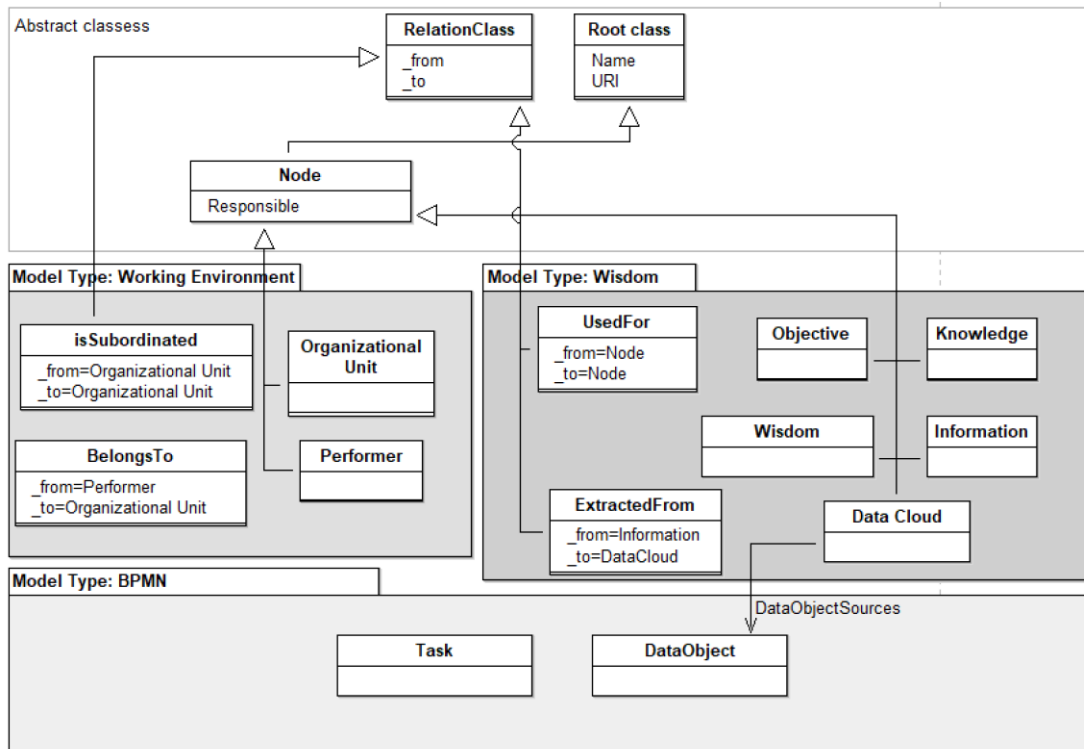 Abstract classess
RelationClass
_from
_to
Root class
Name
URI
Node
Responsible
Model Type: Working Environment
isSubordinated
_from=Organizational Unit
_to=Organizational Unit
Organizational
Unit
BelongsTo
_from=Performer
_to=Organizational Unit
Performer
Model Type: Wisdom
UsedFor
_from=Node
_to=Node
Objective
Knowledge
Wisdom
Information
ExtractedFrom
_from=Information
_to=DataCloud
Data Cloud
Model Type: BPMN
DataObjectSources
Task
DataObject